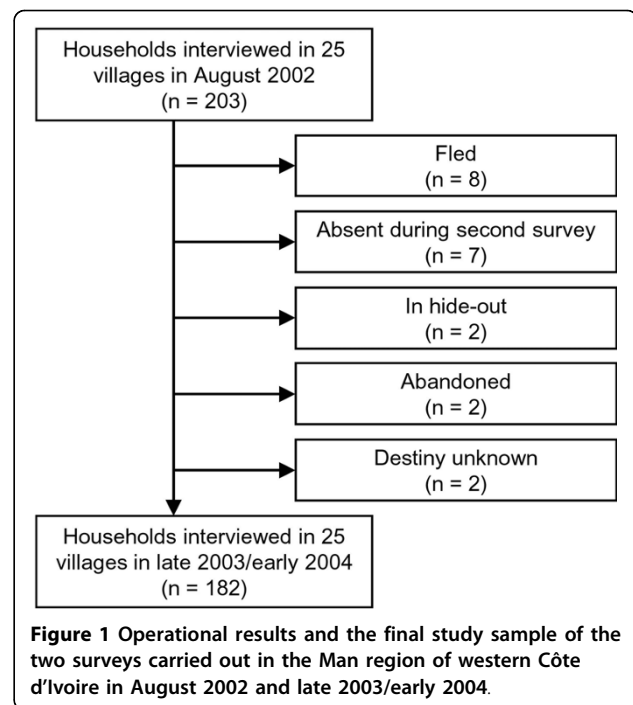 Households interviewed in 25
villages in August 2002
(n = 203)
Fled
(n = 8)
Absent during second survey
(n = 7)
In hide-out
(n = 2)
Abandoned
(n = 2)
Destiny unknown
(n = 2)
Households interviewed in 25
villages in late 2003/early 2004
(n = 182)
Figure 1 Operational results and the final study sample of the
two surveys carried out in the Man region of western Côte
d'Ivoire in August 2002 and late 2003/early 2004.